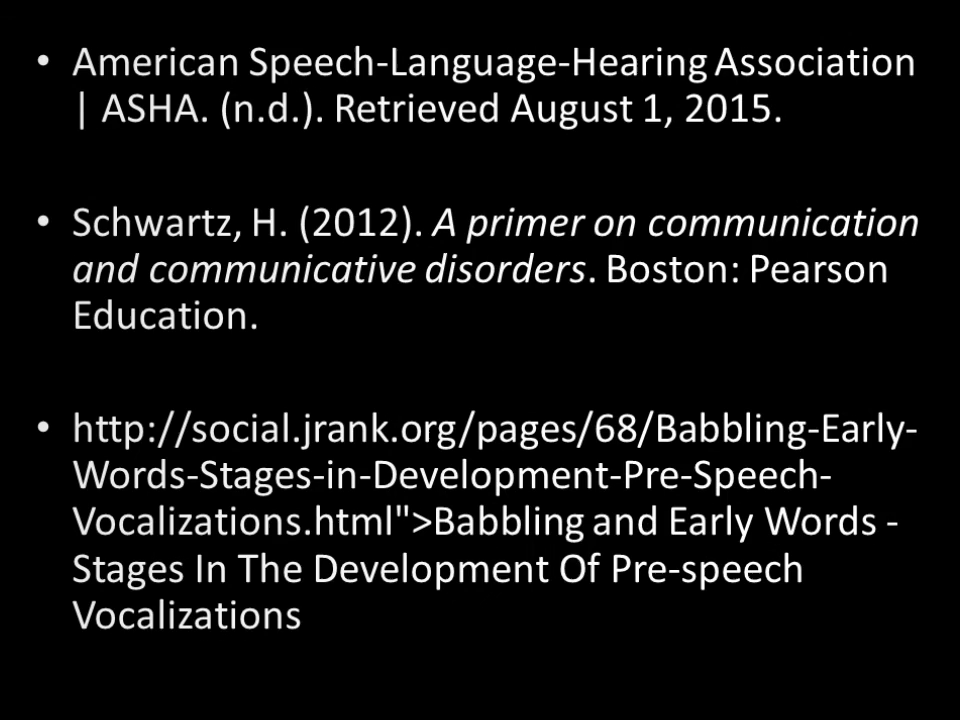 • American Speech-Language-Hearing Association
| ASHA. (n.d.). Retrieved August 1, 2015.
• Schwartz, H. (2012). A primer on communication
and communicative disorders. Boston: Pearson
Education.
• http://social.jrank.org/pages/68/Babbling-Early-
Words-Stages-in-Development-Pre-Speech-
Vocalizations.html">Babbling and Early Words -
Stages In The Development Of Pre-speech
Vocalizations